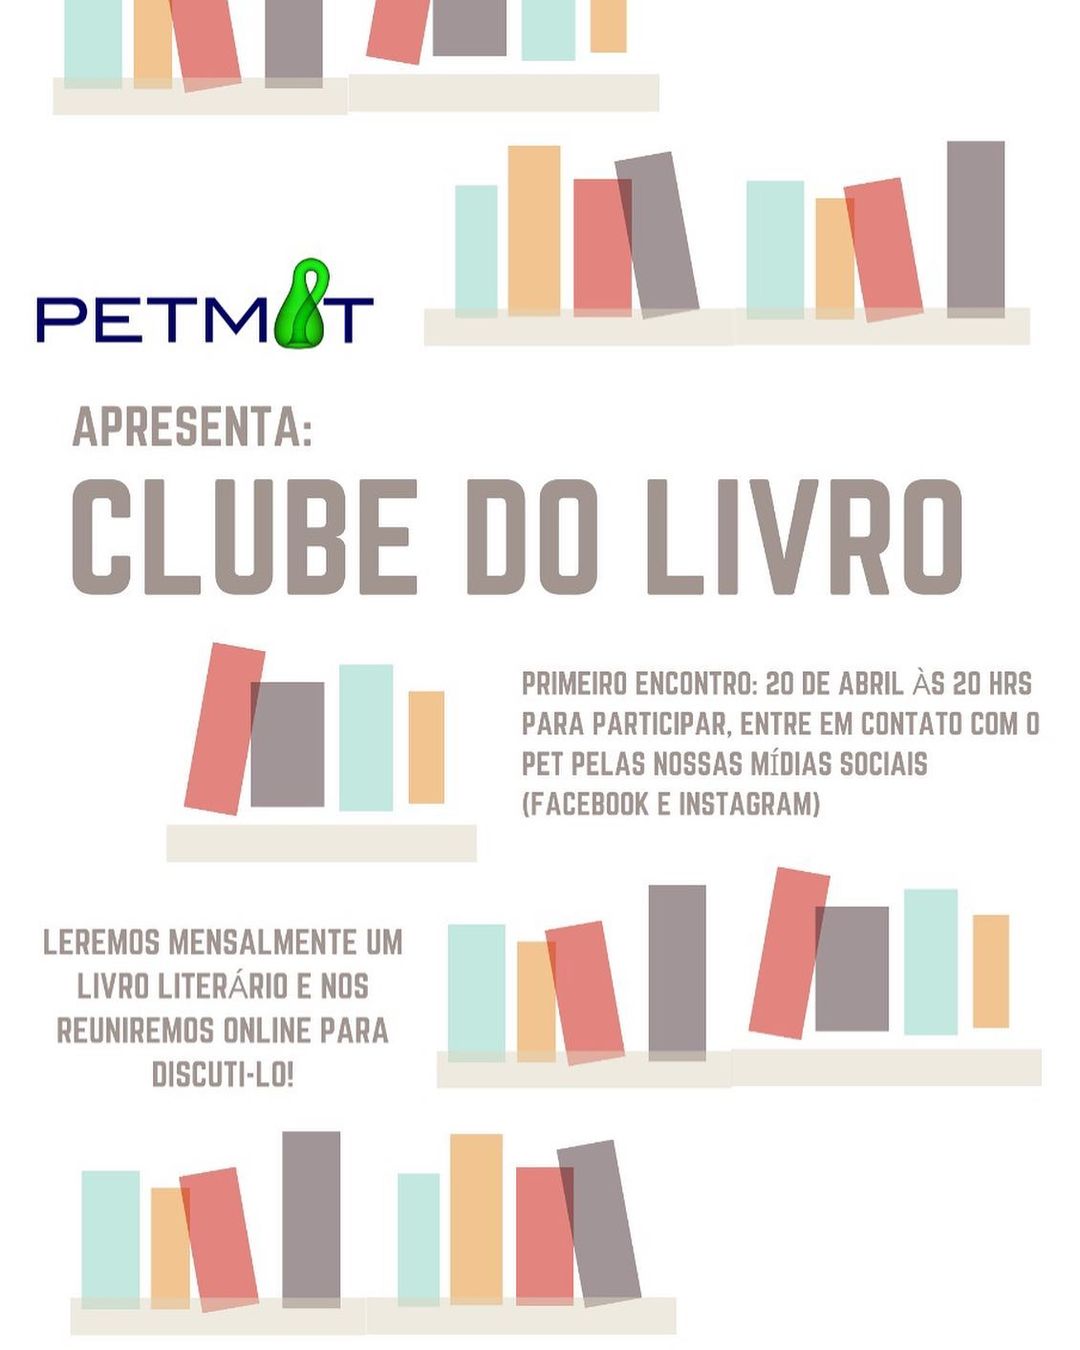 PETMAT
APRESENTA:
CLUBE DO LIVRO
PRIMEIRO ENCONTRO: 20 DE ABRIL ÀS 20 HRS
PARA PARTICIPAR, ENTRE EM CONTATO COM O
PET PELAS NOSSAS MÍDIAS SOCIAIS
(FACEBOOK E INSTAGRAM)
LEREMOS MENSALMENTE UM
LIVRO LITERÁRIO E NOS
REUNIREMOS ONLINE PARA
DISCUTI-LO!